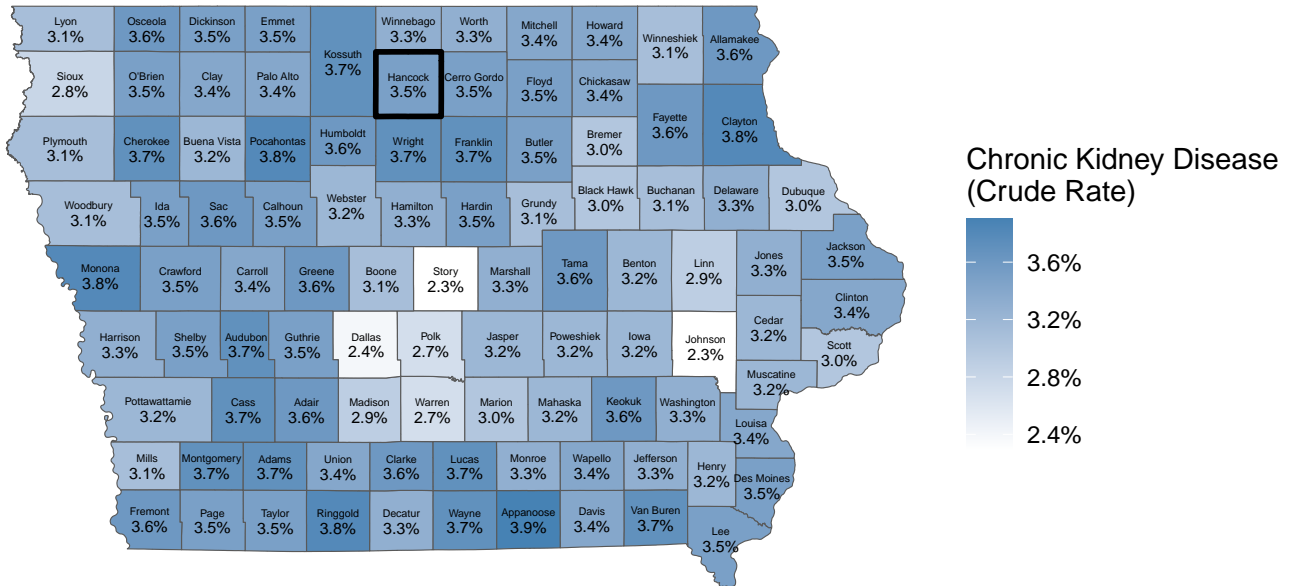 Lyon
3.1%
Osceola
3.6%
Dickinson
3.5%
Emmet
3.5%
Kossuth
3.7%
Winnebago
3.3%
Worth
3.3%
Mitchell
3.4%
Howard
3.4%
Winneshiek
3.1%
Allamakee
3.6%
Sioux
2.8%
O'Brien
3.5%
Clay
3.4%
Palo Alto
3.4%
Hancock
3.5%
Cerro Gordo
3.5%
Floyd
3.5%
Chickasaw
3.4%
Fayette
3.6%
Clayton
3.8%
Plymouth
3.1%
Cherokee
3.7%
Buena Vista
3.2%
Pocahontas
3.8%
Humboldt
3.6%
Wright
3.7%
Franklin
3.7%
Butler
3.5%
Bremer
3.0%
Woodbury
3.1%
Ida
3.5%
Sac
3.6%
Calhoun
3.5%
Webster
3.2%
Hamilton
3.3%
Hardin
3.5%
Grundy
3.1%
Black Hawk
3.0%
Buchanan
3.1%
Delaware
3.3%
Dubuque
3.0%
Monona
3.8%
Crawford
3.5%
Carroll
3.4%
Greene
3.6%
Boone
3.1%
Story
2.3%
Marshall
3.3%
Tama
3.6%
Benton
3.2%
Linn
2.9%
Jones
3.3%
Jackson
3.5%
Clinton
3.4%
Harrison
3.3%
Shelby
3.5%
Audubon
3.7%
Guthrie
3.5%
Dallas
2.4%
Polk
2.7%
Jasper
3.2%
Poweshiek
3.2%
Iowa
3.2%
Johnson
2.3%
Cedar
3.2%
Scott
3.0%
Muscatine
3.2%
Pottawattamie
3.2%
Cass
3.7%
Adair
3.6%
Madison
2.9%
Warren
2.7%
Marion
3.0%
Mahaska
3.2%
Keokuk
3.6%
Washington
3.3%
Louisa
3.4%
Mills
3.1%
Montgomery
3.7%
Adams
3.7%
Union
3.4%
Clarke
3.6%
Lucas
3.7%
Monroe
3.3%
Wapello
3.4%
Jefferson
3.3%
Henry
3.2%
Des Moines
3.5%
Fremont
3.6%
Page
3.5%
Taylor
3.5%
Ringgold
3.8%
Decatur
3.3%
Wayne
3.7%
Appanoose
3.9%
Davis
3.4%
Van Buren
3.7%
Lee
3.5%
Chronic Kidney Disease
(Crude Rate)
3.6%
3.2%
2.8%
2.4%